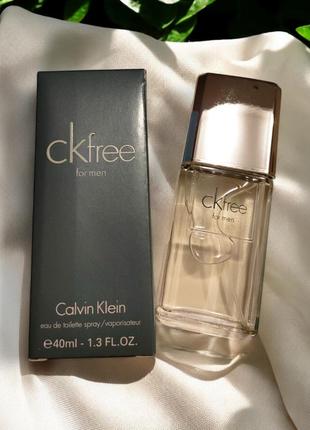 ckfree
for men
Calvin Klein
eau de toilette spray/vaporisateur
℮40ml - 1.3 FL.OZ.
ckfree
for men